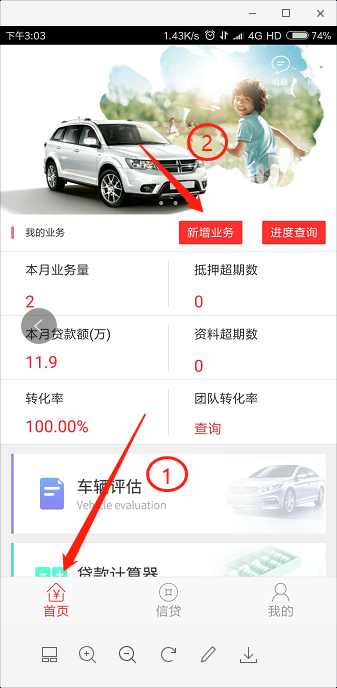 下午3:03 1.43K/s 4G HD 74%
消息
②
我的业务 新增业务 进度查询
本月业务量 抵押超期数
2 0
本月贷款额(万) 资料超期数
11.9 0
转化率 团队转化率
100.00% 查询
车辆评估 ①
Vehicle evaluation
贷款计算器
首页 信贷 我的